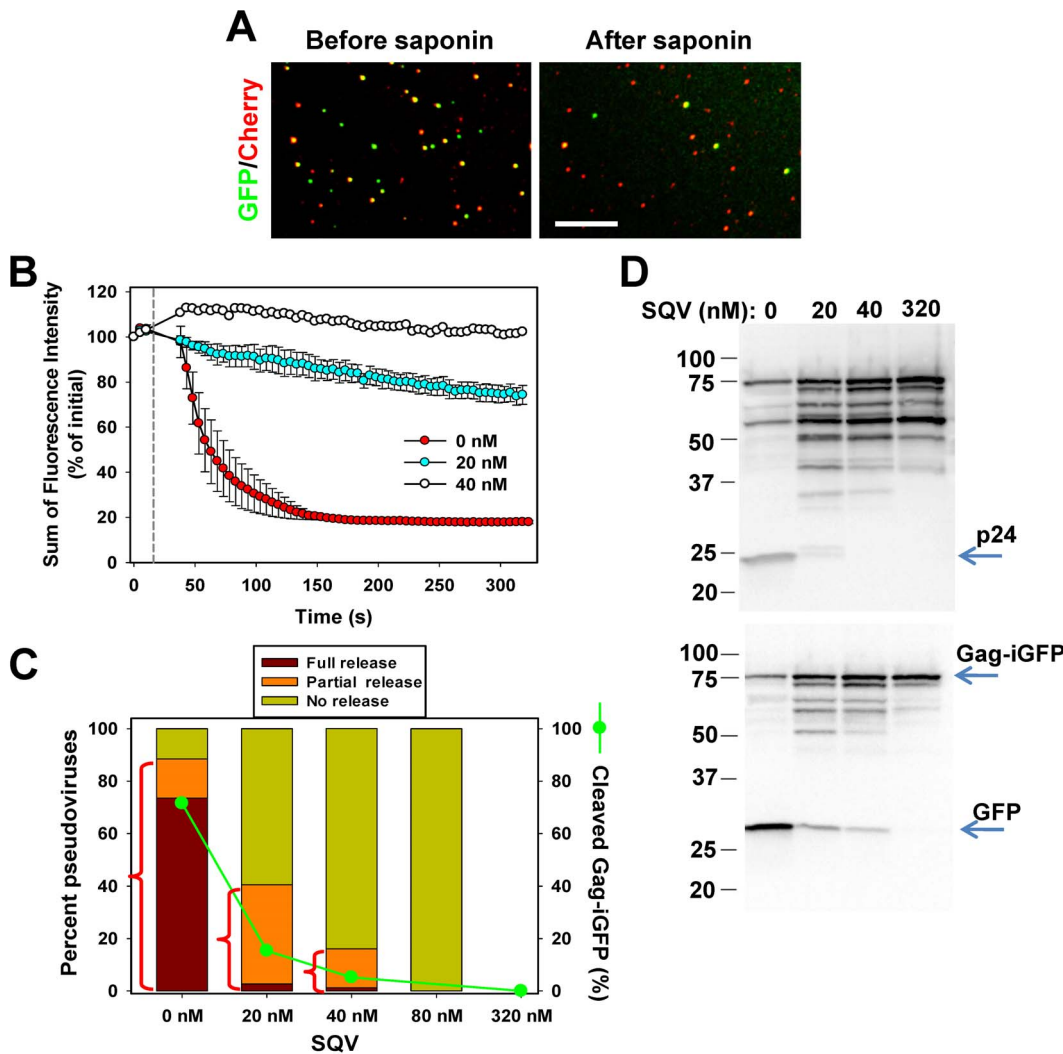 A
Before saponin
After saponin
GFP/Cherry
B
Sum of Fluorescence Intensity
(% of initial)
120
100
80
60
40
20
0
0 nM
20 nM
40 nM
0 50 100 150 200 250 300
Time (s)
C
Full release
Partial release
No release
Percent pseudoviruses
100
80
60
40
20
0
100
80
60
40
20
0
Cleaved Gag-iGFP (%)
0 nM 20 nM 40 nM 80 nM 320 nM
SQV
D
SQV (nM): 0 20 40 320
100
75
50
37
25
20
p24
100
75
50
37
25
20
Gag-iGFP
GFP